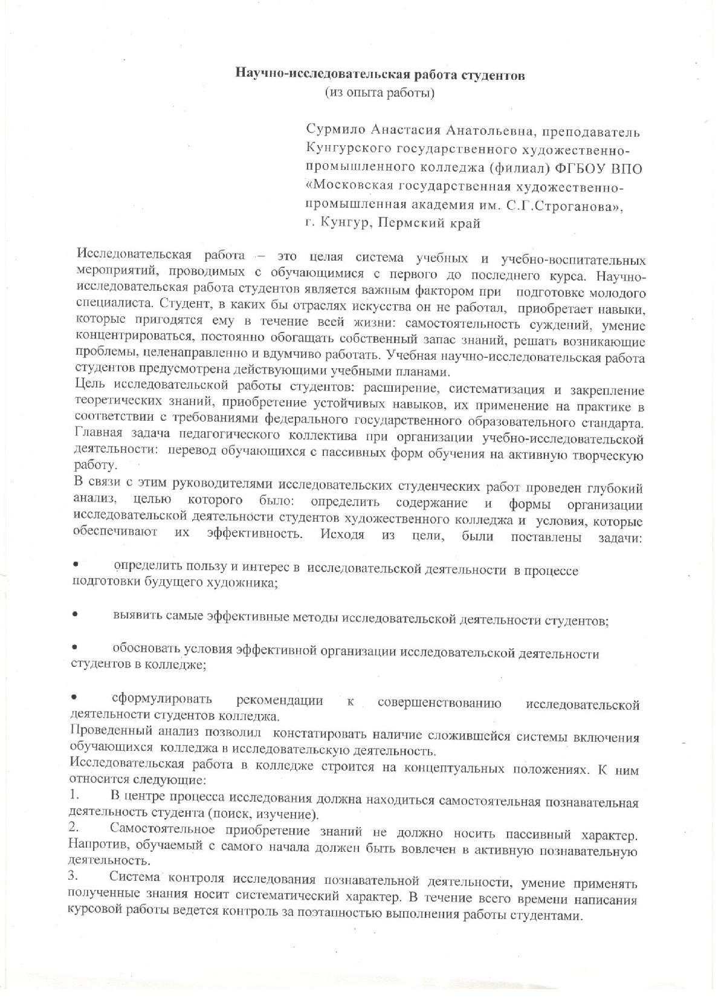 Научно-исследовательская работа студентов
(из опыта работы)
Сурмило Анастасия Анатольевна, преподаватель
Кунгурского государственного художественно-
промышленного колледжа (филиал) ФГБОУ ВПО
«Московская государственная художественно-
промышленная академия им. С.Г.Строганова»,
г. Кунгур, Пермский край
Исследовательская работа – это целая система учебных и учебно-воспитательных
мероприятий, проводимых с обучающимися с первого до последнего курса. Научно-
исследовательская работа студентов является важным фактором при подготовке молодого
специалиста. Студент, в каких бы отраслях искусства он не работал, приобретает навыки,
которые пригодятся ему в течение всей жизни: самостоятельность суждений, умение
концентрироваться, постоянно обогащать собственный запас знаний, решать возникающие
проблемы, целенаправленно и вдумчиво работать. Учебная научно-исследовательская работа
студентов предусмотрена действующими учебными планами.
Цель исследовательской работы студентов: расширение, систематизация и закрепление
теоретических знаний, приобретение устойчивых навыков, их применение на практике в
соответствии с требованиями федерального государственного образовательного стандарта.
Главная задача педагогического коллектива при организации учебно-исследовательской
деятельности: перевод обучающихся с пассивных форм обучения на активную творческую
работу.
В связи с этим руководителями исследовательских студенческих работ проведен глубокий
анализ, целью которого было: определить содержание и формы организации
исследовательской деятельности студентов художественного колледжа и условия, которые
обеспечивают их эффективность. Исходя из цели, были поставлены задачи:
• определить пользу и интерес в исследовательской деятельности в процессе
подготовки будущего художника;
• выявить самые эффективные методы исследовательской деятельности студентов;
• обосновать условия эффективной организации исследовательской деятельности
студентов в колледже;
• сформулировать рекомендации к совершенствованию исследовательской
деятельности студентов колледжа.
Проведенный анализ позволил констатировать наличие сложившейся системы включения
обучающихся колледжа в исследовательскую деятельность.
Исследовательская работа в колледже строится на концептуальных положениях. К ним
относится следующие:
1. В центре процесса исследования должна находиться самостоятельная познавательная
деятельность студента (поиск, изучение).
2. Самостоятельное приобретение знаний не должно носить пассивный характер.
Напротив, обучаемый с самого начала должен быть вовлечен в активную познавательную
деятельность.
3. Система контроля исследования познавательной деятельности, умение применять
полученные знания носит систематический характер. В течение всего времени написания
курсовой работы ведется контроль за поэтапностью выполнения работы студентами.